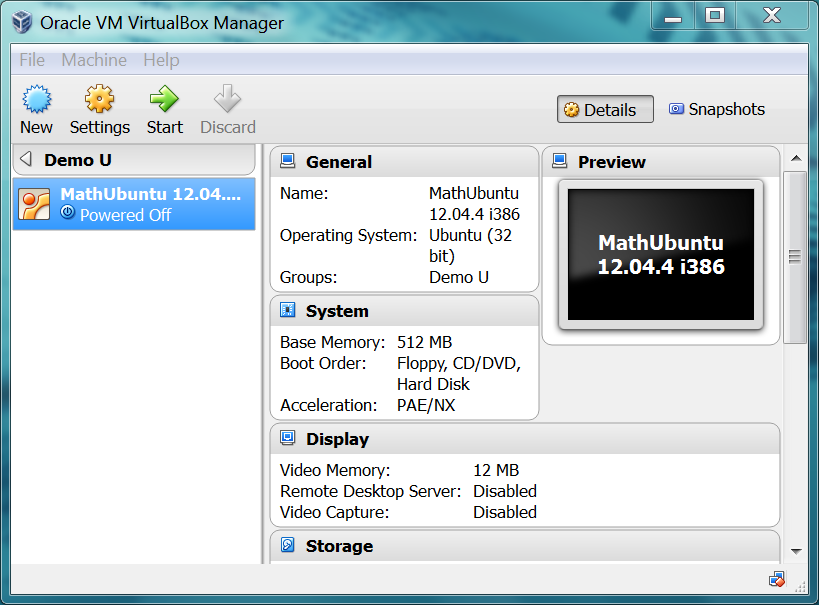 Oracle VM VirtualBox Manager
File Machine Help
New Settings Start Discard
Details Snapshots
Demo U
MathUbuntu 12.04....
Powered Off
General
Name: MathUbuntu
12.04.4 i386
Operating System: Ubuntu (32
bit)
Groups: Demo U
Preview
MathUbuntu
12.04.4 i386
System
Base Memory: 512 MB
Boot Order: Floppy, CD/DVD,
Hard Disk
Acceleration: PAE/NX
Display
Video Memory: 12 MB
Remote Desktop Server: Disabled
Video Capture: Disabled
Storage